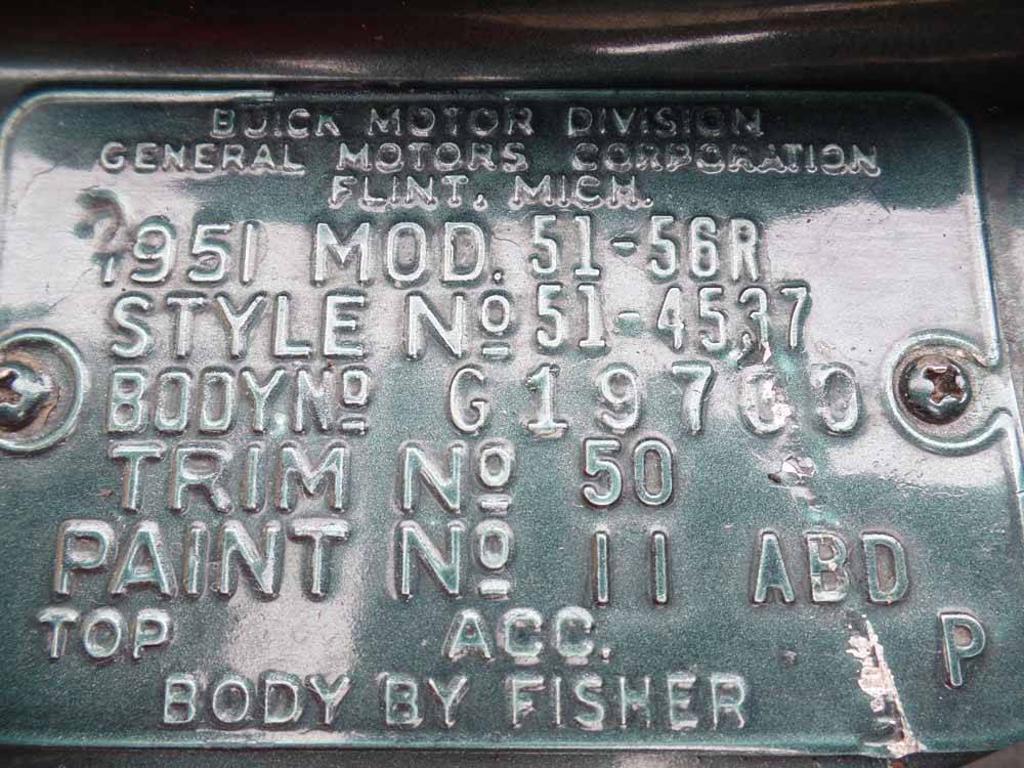 BUICK MOTOR DIVISION
GENERAL MOTORS CORPORATION
FLINT, MICH.
1951 MOD. 51-56R
STYLE Nº 51-4537
BODY Nº G19700
TRIM Nº 50
PAINT Nº 11 ABD
TOP ACC. P
BODY BY FISHER